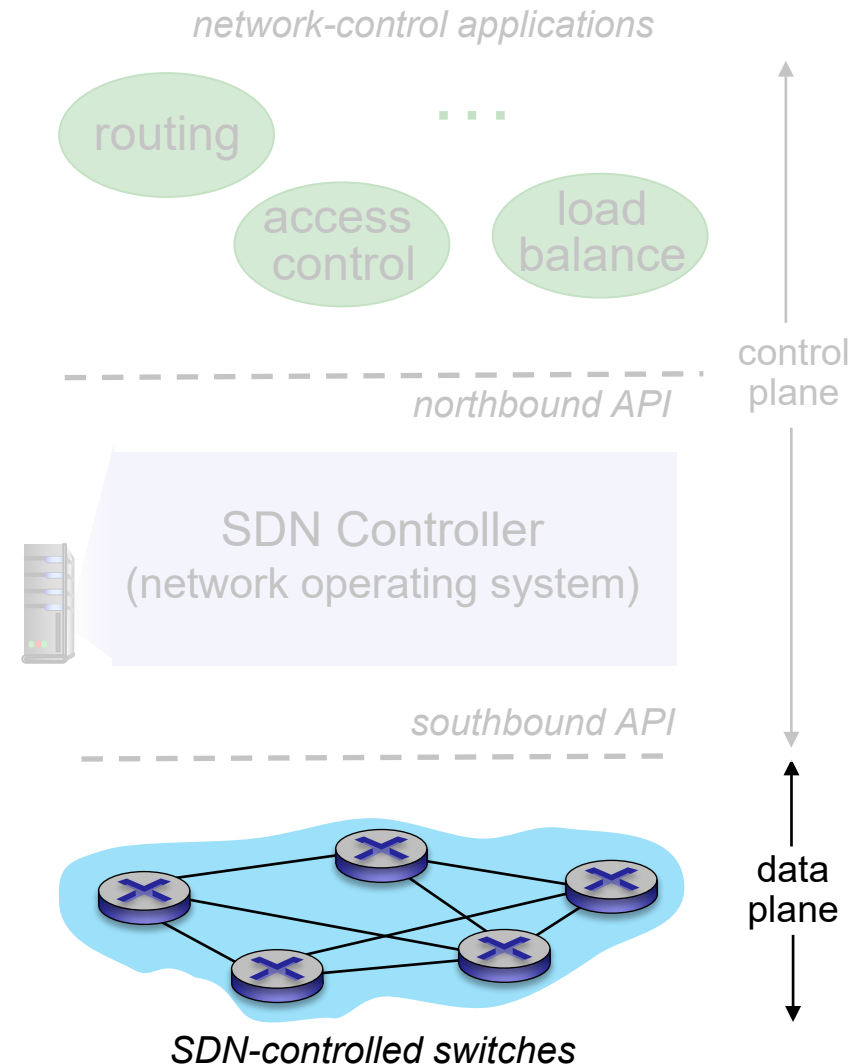 network-control applications
routing
...
access
control
load
balance
control
plane
northbound API
SDN Controller
(network operating system)
southbound API
data
plane
SDN-controlled switches